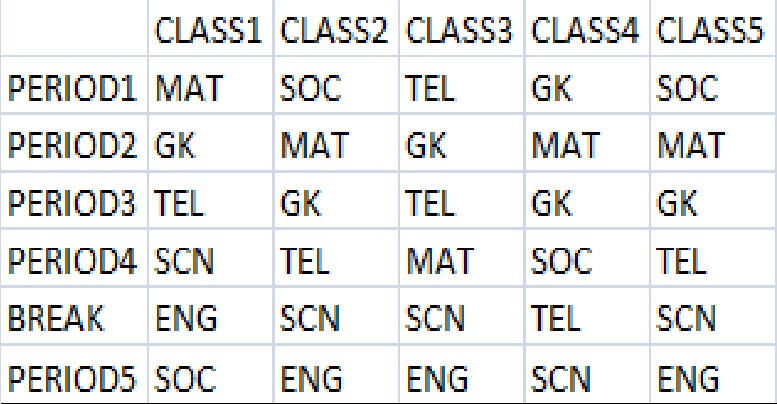 CLASS1 CLASS2 CLASS3 CLASS4 CLASS5
PERIOD1 MAT SOC TEL GK SOC
PERIOD2 GK MAT GK MAT MAT
PERIOD3 TEL GK TEL GK GK
PERIOD4 SCN TEL MAT SOC TEL
BREAK ENG SCN SCN TEL SCN
PERIOD5 SOC ENG ENG SCN ENG